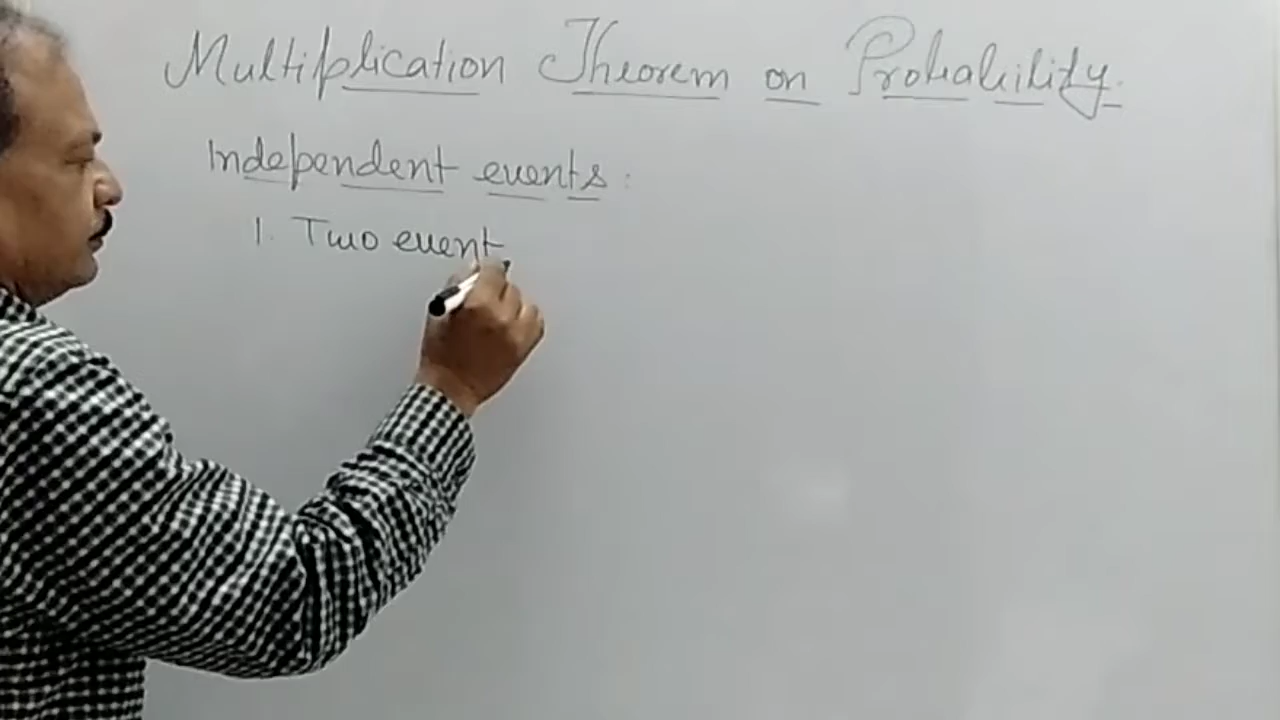 Multiplication Theorem on Probability.
Independent events:
1. Two event